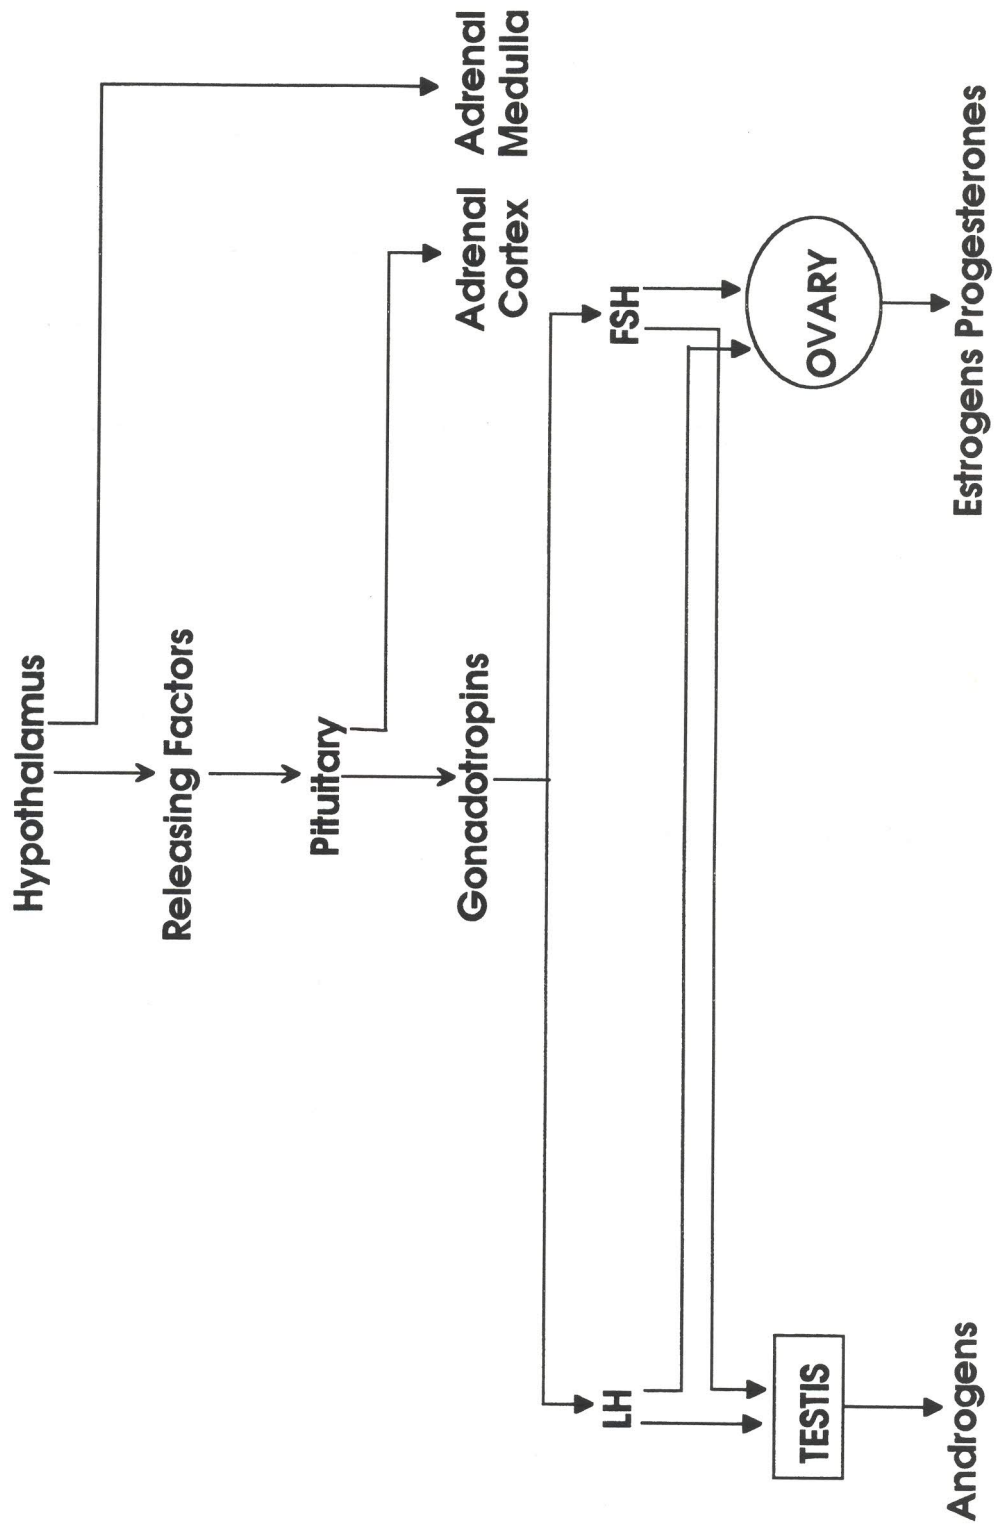 Hypothalamus
Releasing Factors
Pituitary
Gonadotropins
Adrenal
Cortex
Adrenal
Medulla
LH
FSH
TESTIS
OVARY
Androgens
Estrogens Progesterones